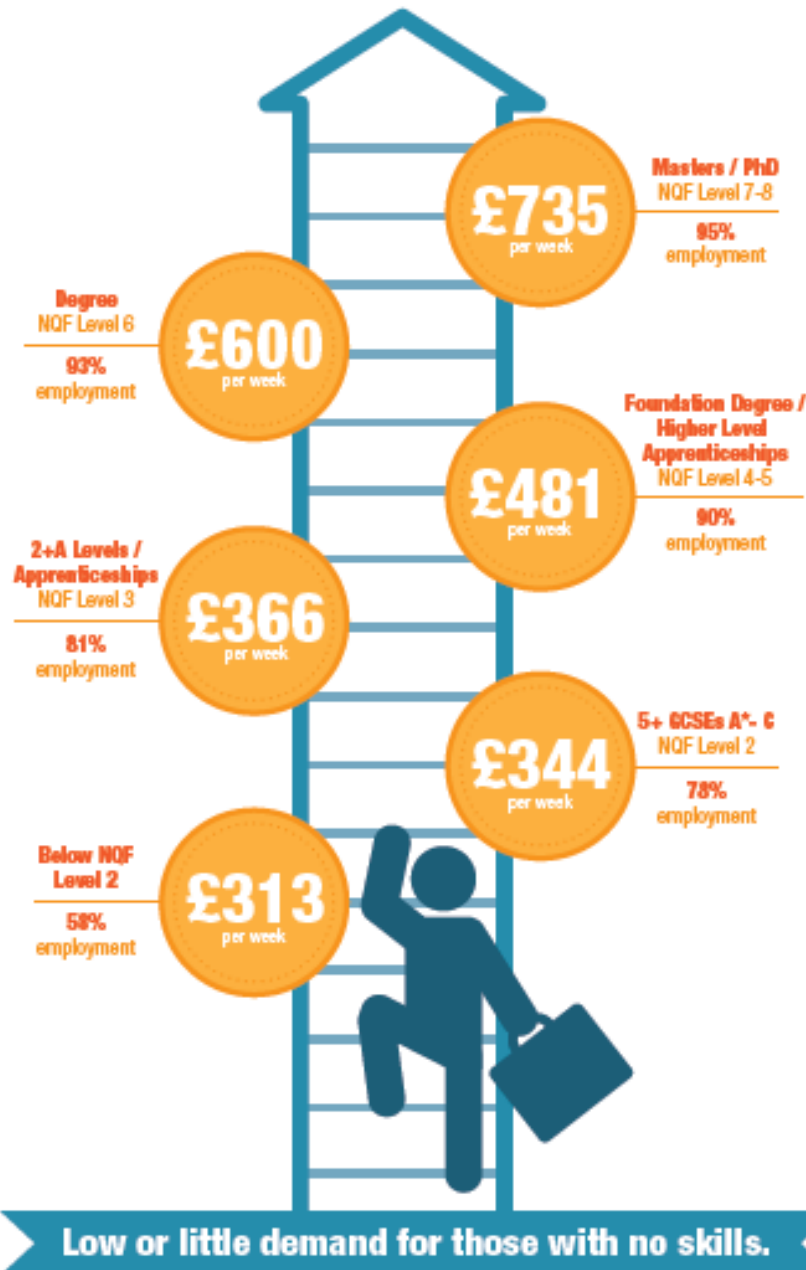 £735
per week
Masters / PhD
NQF Level 7-8
95%
employment
Degree
NQF Level 6
93%
employment
£600
per week
Foundation Degree /
Higher Level
Apprenticeships
NQF Level 4-5
90%
employment
£481
per week
2+A Levels /
Apprenticeships
NQF Level 3
81%
employment
£366
per week
5+ GCSEs A*- C
NQF Level 2
78%
employment
£344
per week
Below NQF
Level 2
58%
employment
£313
per week
Low or little demand for those with no skills.